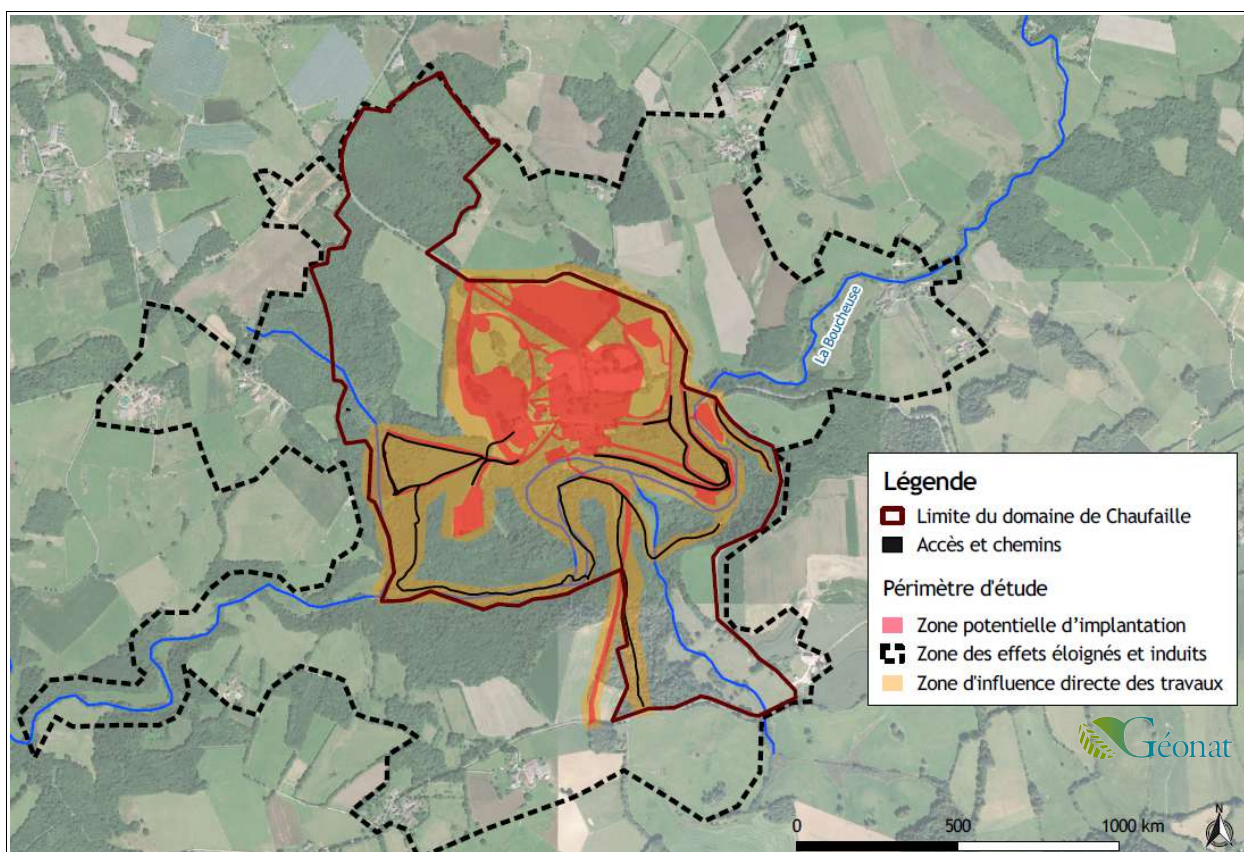 La Boucheuse
Légende
Limite du domaine de Chaufaille
Accès et chemins
Périmètre d'étude
Zone potentielle d'implantation
Zone des effets éloignés et induits
Zone d'influence directe des travaux
Géonat
0 500 1000 km
N